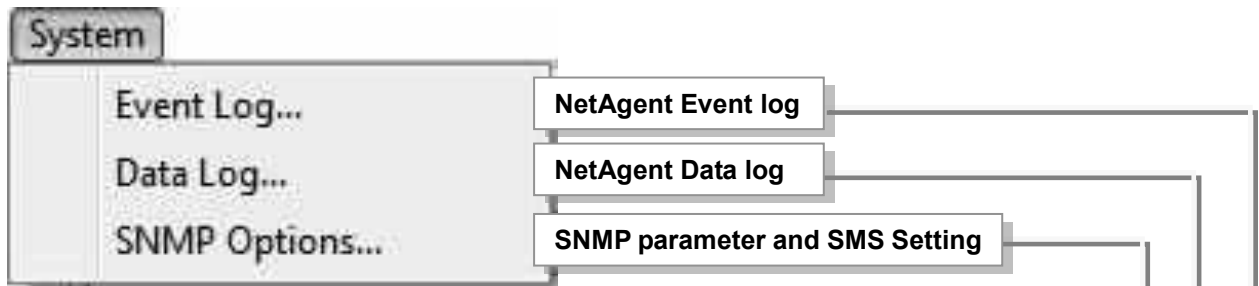 System
Event Log... NetAgent Event log
Data Log... NetAgent Data log
SNMP Options... SNMP parameter and SMS Setting